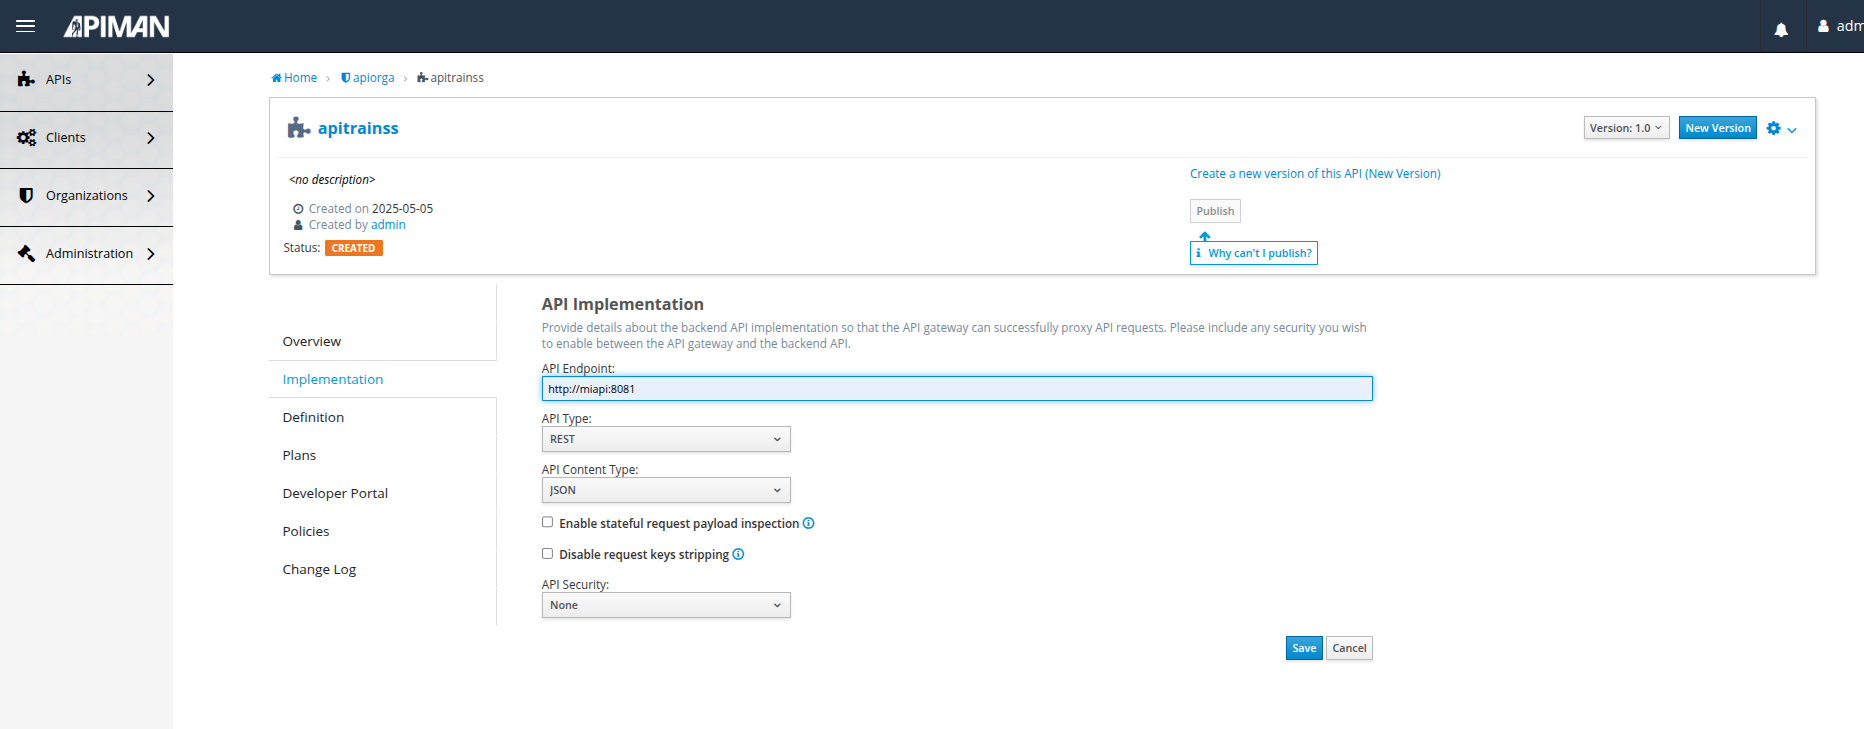 APIMAN
adm
APIs
Clients
Organizations
Administration
Home › apiorga › apitrainss
apitrainss
Version: 1.0
New Version
<no description>
Create a new version of this API (New Version)
Created on 2025-05-05
Publish
Created by admin
Status: CREATED
Why can't I publish?
Overview
Implementation
Definition
Plans
Developer Portal
Policies
Change Log
API Implementation
Provide details about the backend API implementation so that the API gateway can successfully proxy API requests. Please include any security you wish
to enable between the API gateway and the backend API.
API Endpoint:
http://miapi:8081
API Type:
REST
API Content Type:
JSON
Enable stateful request payload inspection
Disable request keys stripping
API Security:
None
Save
Cancel